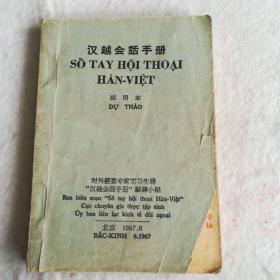 汉越会話手册
SỔ TAY HỘI THOẠI
HÁN-VIỆT
試用本
DỰ THẢO
对外經委专家实习生局
"汉越会話手册"編譯小組
Ban biên soạn "Sổ tay hội thoại Hán-Việt"
Cục chuyên gia thực tập sinh
Ủy ban liên lạc kinh tế đối ngoại
北京 1967.6
BẮC-KINH 6.1967